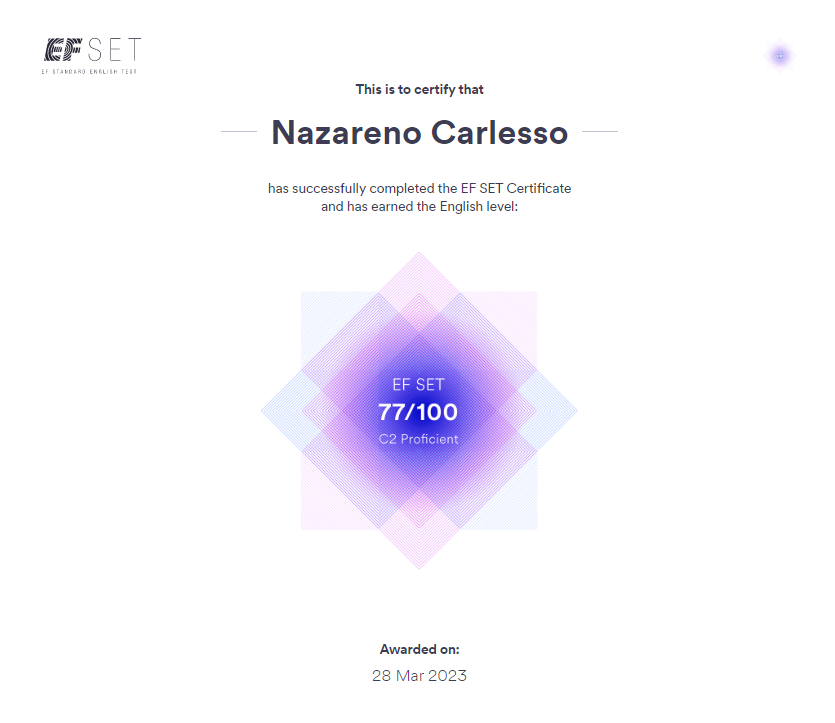 EF SET
EF STANDARD ENGLISH TEST
This is to certify that
Nazareno Carlesso
has successfully completed the EF SET Certificate
and has earned the English level:
EF SET
77/100
C2 Proficient
Awarded on:
28 Mar 2023